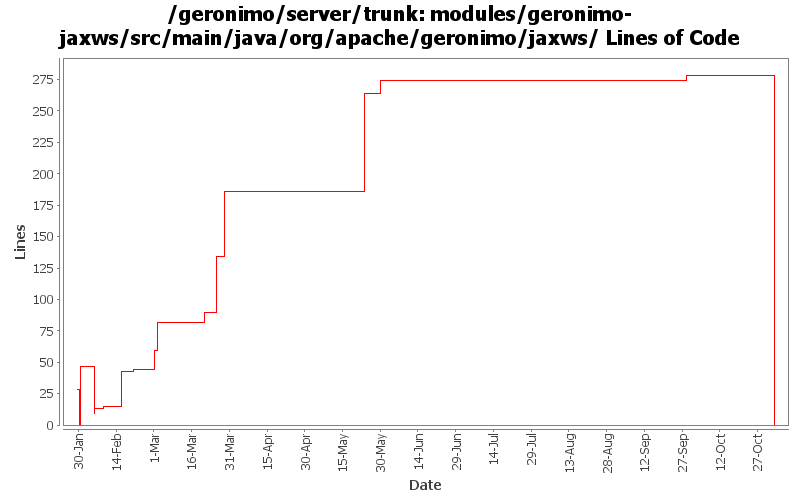 /geronimo/server/trunk: modules/geronimo-
jaxws/src/main/java/org/apache/geronimo/jaxws/ Lines of Code
275
250
225
200
175
150
125
100
75
50
25
0
Lines
30-Jan
14-Feb
1-Mar
16-Mar
31-Mar
15-Apr
30-Apr
15-May
30-May
14-Jun
29-Jun
14-Jul
29-Jul
13-Aug
28-Aug
12-Sep
27-Sep
12-Oct
27-Oct
Date